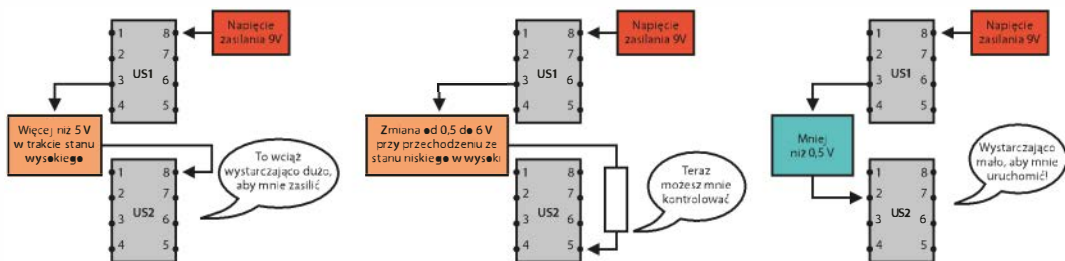 Napięcie
zasilania 9V
1 8
2 7
US1
3 6
4 5
Więcej niż 5 V
w trakcie stanu
wysokiego
1 8
2 7
US2
3 6
4 5
To wciąż
wystarczająco dużo,
aby mnie zasilić
Napięcie
zasilania 9V
1 8
2 7
US1
3 6
4 5
Zmiana od 0,5 do 6 V
przy przechodzeniu ze
stanu niskiego w wysoki
1 8
2 7
US2
3 6
4 5
Teraz
możesz mnie
kontrolować
Napięcie
zasilania 9V
1 8
2 7
US1
3 6
4 5
Mniej
niż 0,5 V
1 8
2 7
US2
3 6
4 5
Wystarczająco
mało, aby mnie
uruchomić!